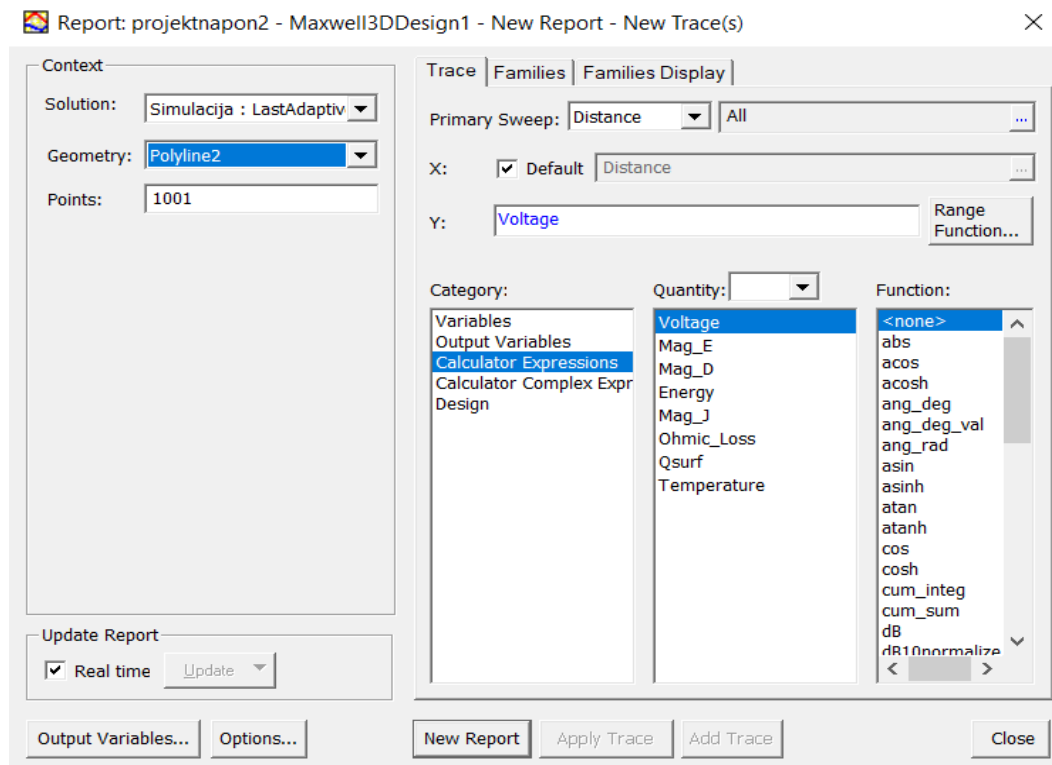 Report: projektnapon2 - Maxwell3DDesign1 - New Report - New Trace(s)
Context
Solution: Simulacija : LastAdaptiv
Geometry: Polyline2
Points: 1001
Update Report
Real time Update
Output Variables... Options...
Trace Families Families Display
Primary Sweep: Distance All ...
X: Default Distance ...
Y: Voltage Range Function...
Category:
Variables
Output Variables
Calculator Expressions
Calculator Complex Expr
Design
Quantity:
Voltage
Mag_E
Mag_D
Energy
Mag_J
Ohmic_Loss
Qsurf
Temperature
Function:
<none>
abs
acos
acosh
ang_deg
ang_deg_val
ang_rad
asin
asinh
atan
atanh
cos
cosh
cum_integ
cum_sum
dB
dB10normalize
New Report Apply Trace Add Trace Close